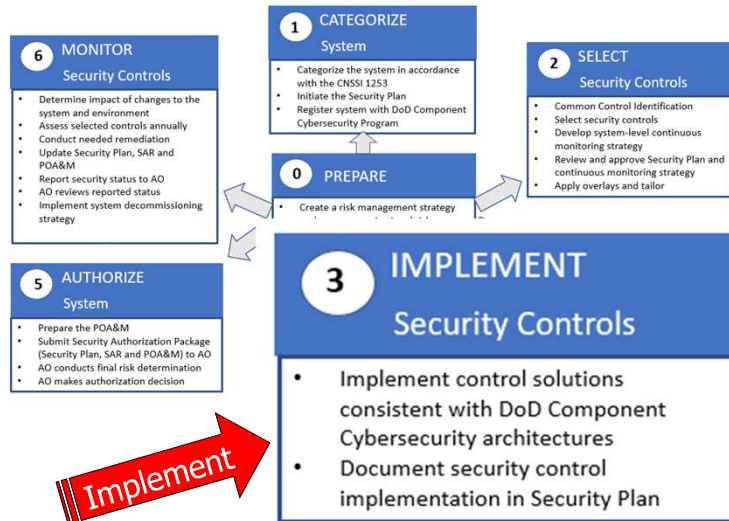 1 CATEGORIZE
System
• Categorize the system in accordance
with the CNSSI 1253
• Initiate the Security Plan
• Register system with DoD Component
Cybersecurity Program
6 MONITOR
Security Controls
• Determine impact of changes to the
system and environment
• Assess selected controls annually
• Conduct needed remediation
• Update Security Plan, SAR and
POA&M
• Report security status to AO
• AO reviews reported status
• Implement system decommissioning
strategy
2 SELECT
Security Controls
• Common Control Identification
• Select security controls
• Develop system-level continuous
monitoring strategy
• Review and approve Security Plan and
continuous monitoring strategy
• Apply overlays and tailor
0 PREPARE
• Create a risk management strategy
5 AUTHORIZE
System
• Prepare the POA&M
• Submit Security Authorization Package
(Security Plan, SAR and POA&M) to AO
• AO conducts final risk determination
• AO makes authorization decision
3 IMPLEMENT
Security Controls
• Implement control solutions
consistent with DoD Component
Cybersecurity architectures
• Document security control
implementation in Security Plan
Implement